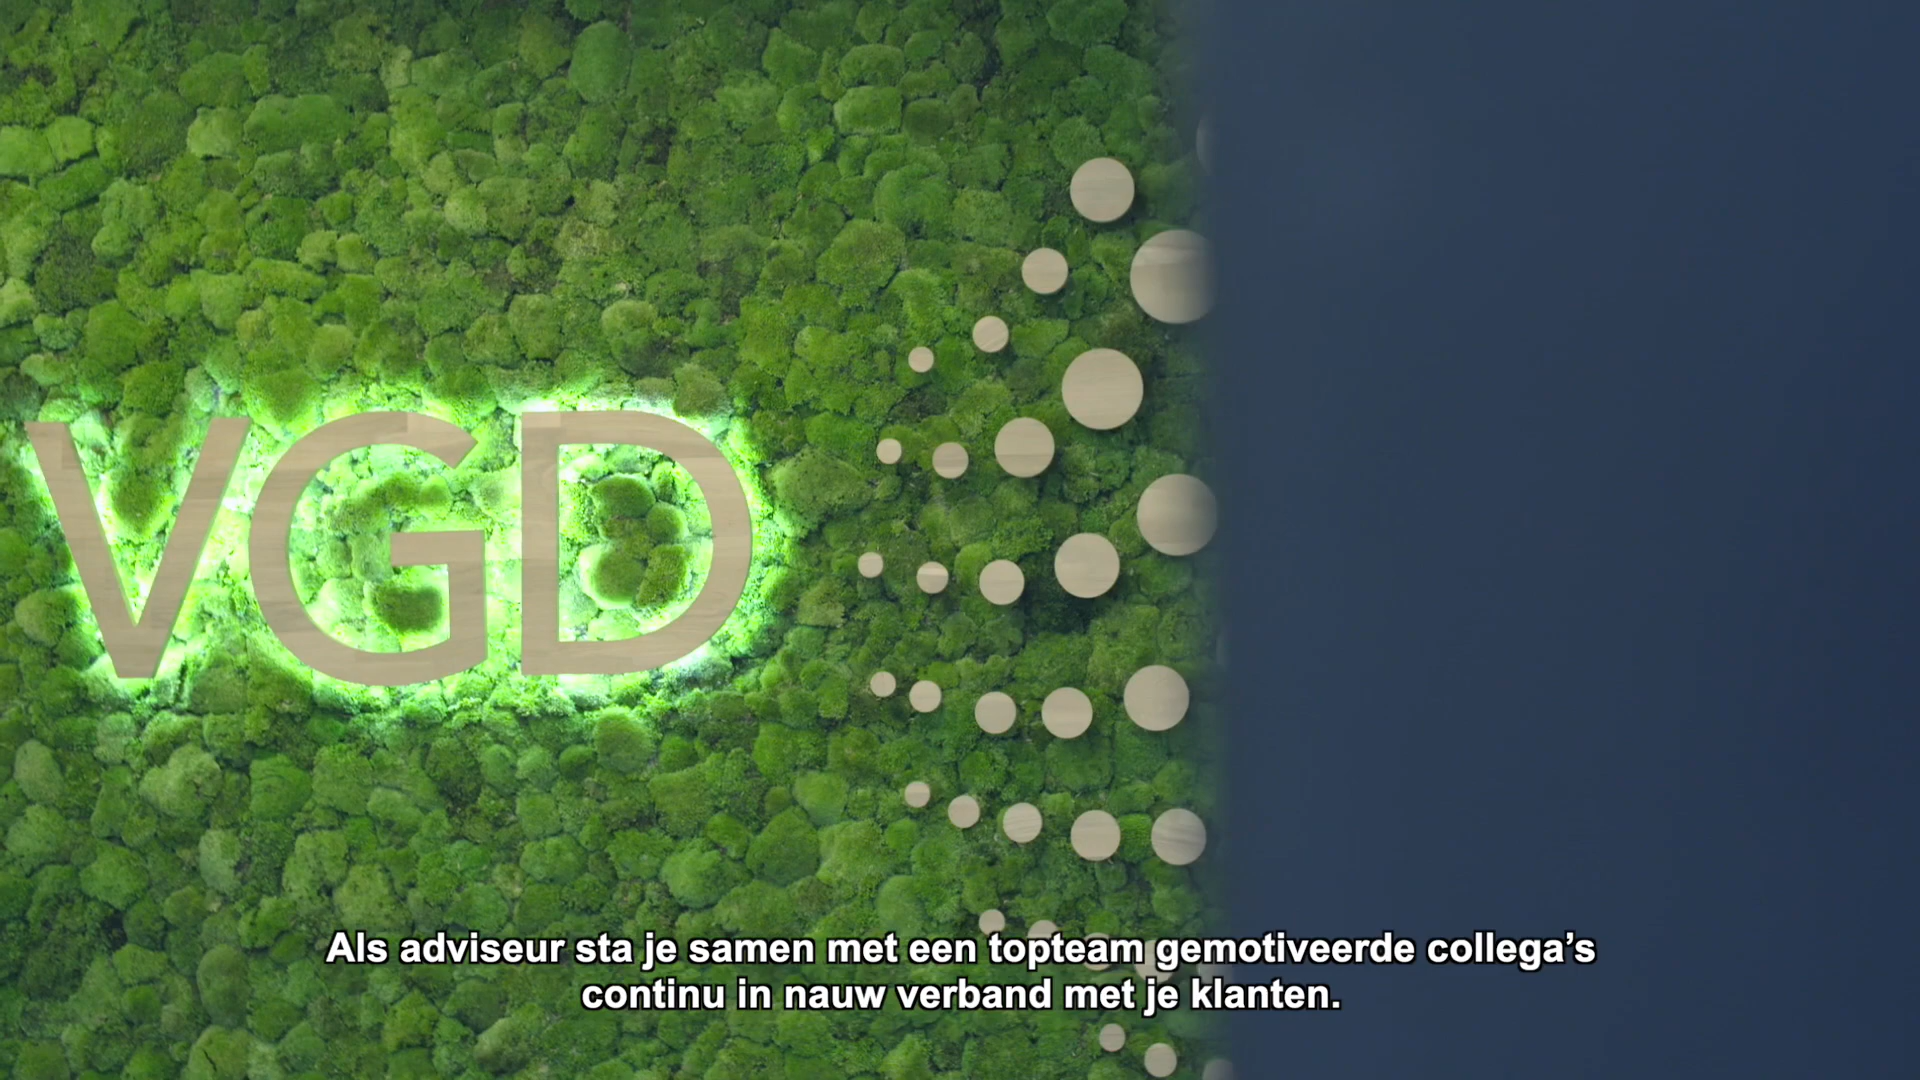 VGD
Als adviseur sta je samen met een topteam gemotiveerde collega’s
continu in nauw verband met je klanten.